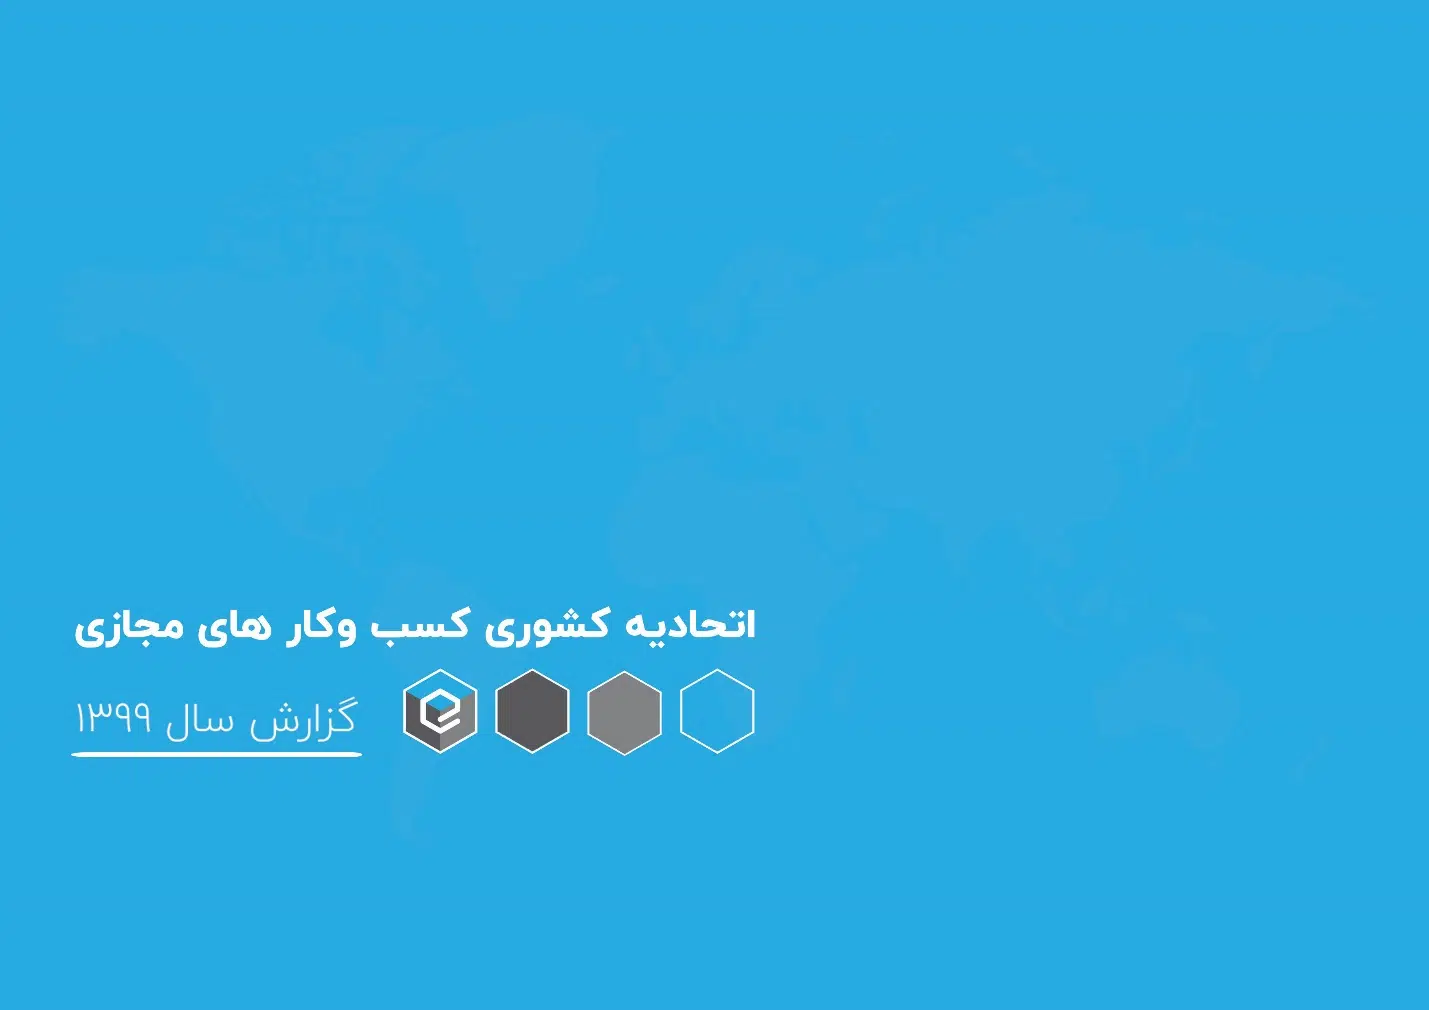 اتحادیه کشوری کسب وکار های مجازی
گزارش سال ۱۳۹۹